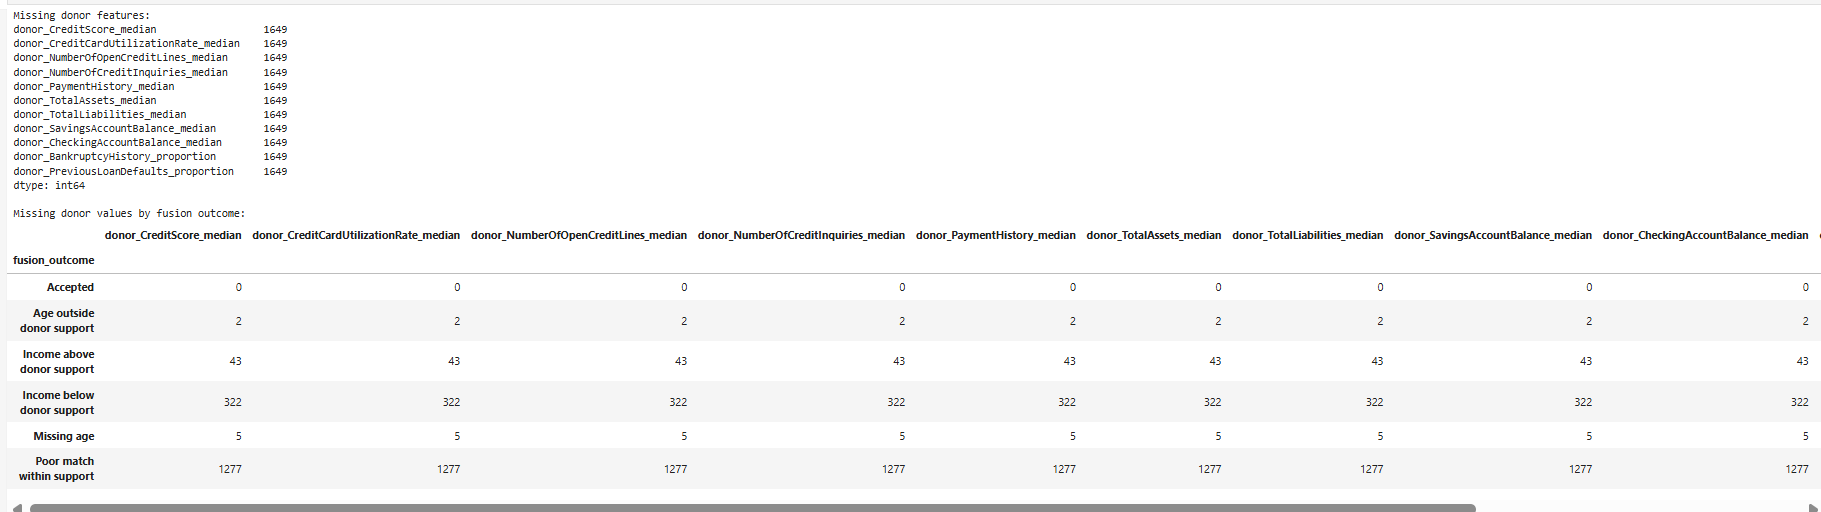 Missing donor features:
donor_CreditScore_median 1649
donor_CreditCardUtilizationRate_median 1649
donor_NumberOfOpenCreditLines_median 1649
donor_NumberOfCreditInquiries_median 1649
donor_PaymentHistory_median 1649
donor_TotalAssets_median 1649
donor_TotalLiabilities_median 1649
donor_SavingsAccountBalance_median 1649
donor_CheckingAccountBalance_median 1649
donor_BankruptcyHistory_proportion 1649
donor_PreviousLoanDefaults_proportion 1649
dtype: int64
Missing donor values by fusion outcome:
donor_CreditScore_median donor_CreditCardUtilizationRate_median donor_NumberOfOpenCreditLines_median donor_NumberOfCreditInquiries_median donor_PaymentHistory_median donor_TotalAssets_median donor_TotalLiabilities_median donor_SavingsAccountBalance_median donor_CheckingAccountBalance_median
fusion_outcome
Accepted 0 0 0 0 0 0 0 0 0
Age outside
donor support 2 2 2 2 2 2 2 2 2
Income above
donor support 43 43 43 43 43 43 43 43 43
Income below
donor support 322 322 322 322 322 322 322 322 322
Missing age 5 5 5 5 5 5 5 5 5
Poor match
within support 1277 1277 1277 1277 1277 1277 1277 1277 1277